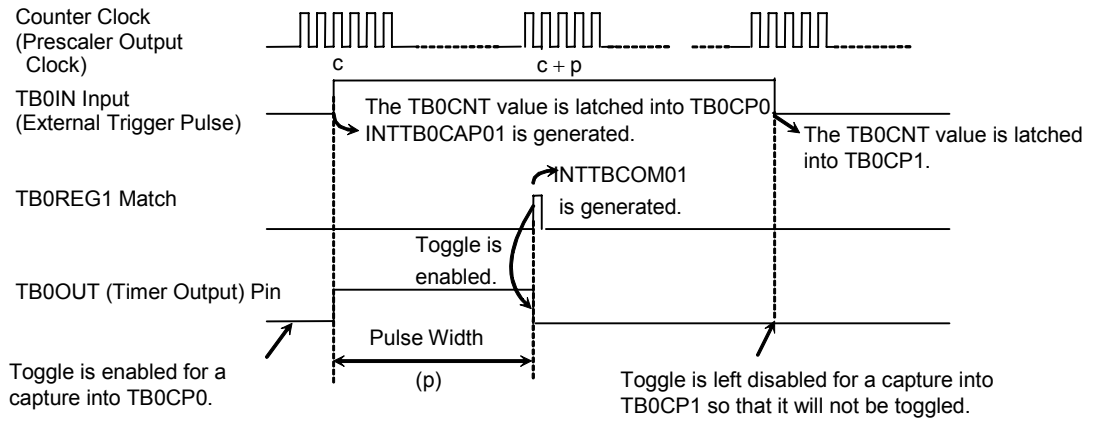 Counter Clock
(Prescaler Output
Clock)
c
c + p
TB0IN Input
(External Trigger Pulse)
The TB0CNT value is latched into TB0CP0.
INTTB0CAP01 is generated.
The TB0CNT value is latched
into TB0CP1.
INTTBCOM01
is generated.
TB0REG1 Match
Toggle is
enabled.
TB0OUT (Timer Output) Pin
Pulse Width
(p)
Toggle is enabled for a
capture into TB0CP0.
Toggle is left disabled for a capture into
TB0CP1 so that it will not be toggled.